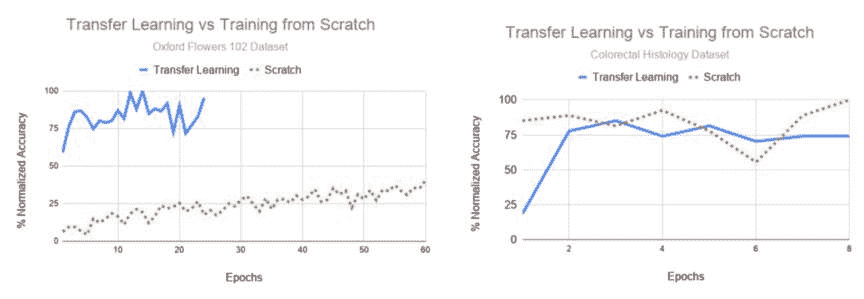 Transfer Learning vs Training from Scratch
Oxford Flowers 102 Dataset
Transfer Learning Scratch
% Normalized Accuracy
100
75
50
25
0
10 20 30 40 50 60
Epochs
Transfer Learning vs Training from Scratch
Colorectal Histology Dataset
Transfer Learning Scratch
% Normalized Accuracy
100
75
50
25
0
2 4 6 8
Epochs